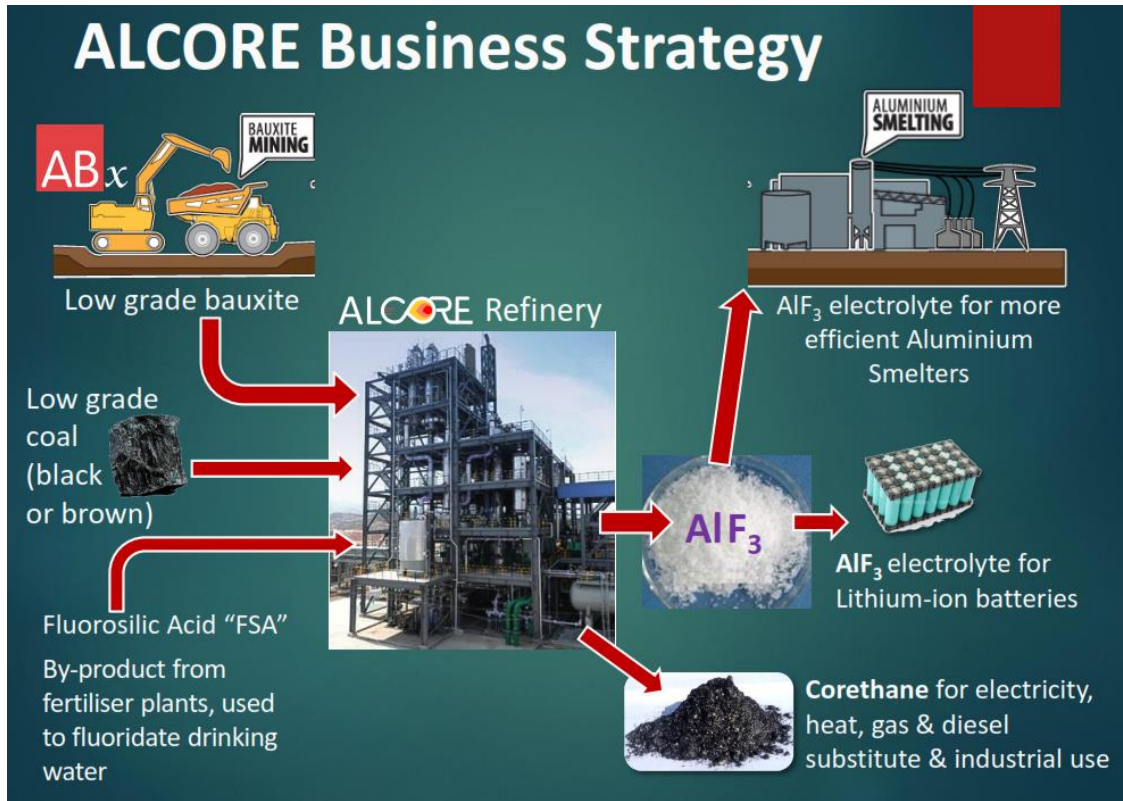 ALCORE Business Strategy
ABx
BAUXITE
MINING
Low grade bauxite
ALUMINIUM
SMELTING
AlF₃ electrolyte for more
efficient Aluminium
Smelters
ALCORE Refinery
Low grade
coal
(black
or brown)
AlF₃
AlF₃ electrolyte for
Lithium-ion batteries
Fluorosilic Acid “FSA”
By-product from
fertiliser plants, used
to fluoridate drinking
water
Corethane for electricity,
heat, gas & diesel
substitute & industrial use